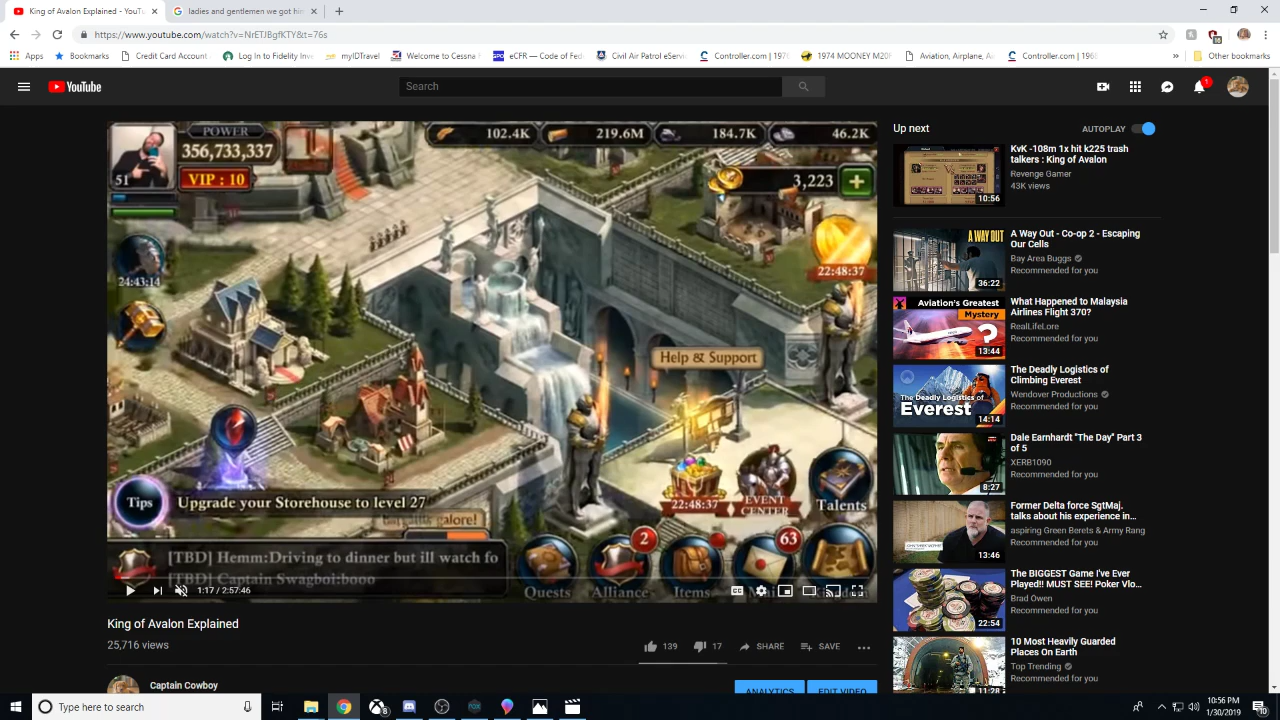 King of Avalon Explained - YouTu
ladies and gentlemen we got him
https://www.youtube.com/watch?v=NrETJBgfKTY&t=76s
Apps
Bookmarks
Credit Card Account
Log In to Fidelity Inve
myIDTravel
Welcome to Cessna
eCFR — Code of Fed
Civil Air Patrol eServ
Controller.com | 197
1974 MOONEY M20F
Aviation, Airplane, A
Controller.com | 196
Other bookmarks
YouTube
Search
1
POWER
356,733,337
VIP : 10
51
102.4K
219.6M
184.7K
46.2K
3,223
24:43:14
22:48:37
Help & Support
Tips
Upgrade your Storehouse to level 27
galore!
22:48:37
EVENT CENTER
Talents
2
63
[TBD] Hemm:Driving to dinner but ill watch fo
[TBD] Captain Swagboi:booo
Quests
Alliance
Items
1:17 / 2:57:46
CC
King of Avalon Explained
25,716 views
139
17
SHARE
SAVE
Captain Cowboy
ANALYTICS
EDIT VIDEO
Up next
AUTOPLAY
KvK -108m 1x hit k225 trash
talkers : King of Avalon
Revenge Gamer
43K views
10:56
A WAY OUT
36:22
A Way Out - Co-op 2 - Escaping
Our Cells
Bay Area Buggs
Recommended for you
Aviation's Greatest
Mystery
?
13:44
What Happened to Malaysia
Airlines Flight 370?
RealLifeLore
Recommended for you
The Deadly Logistics of
Everest
14:14
The Deadly Logistics of
Climbing Everest
Wendover Productions
Recommended for you
8:27
Dale Earnhardt "The Day" Part 3
of 5
XERB1090
Recommended for you
13:46
Former Delta force SgtMaj.
talks about his experience in...
aspiring Green Berets & Army Rang
Recommended for you
22:54
The BIGGEST Game I've Ever
Played!! MUST SEE! Poker Vlo...
Brad Owen
Recommended for you
11:28
10 Most Heavily Guarded
Places On Earth
Top Trending
Recommended for you
Type here to search
10:56 PM
1/30/2019
10